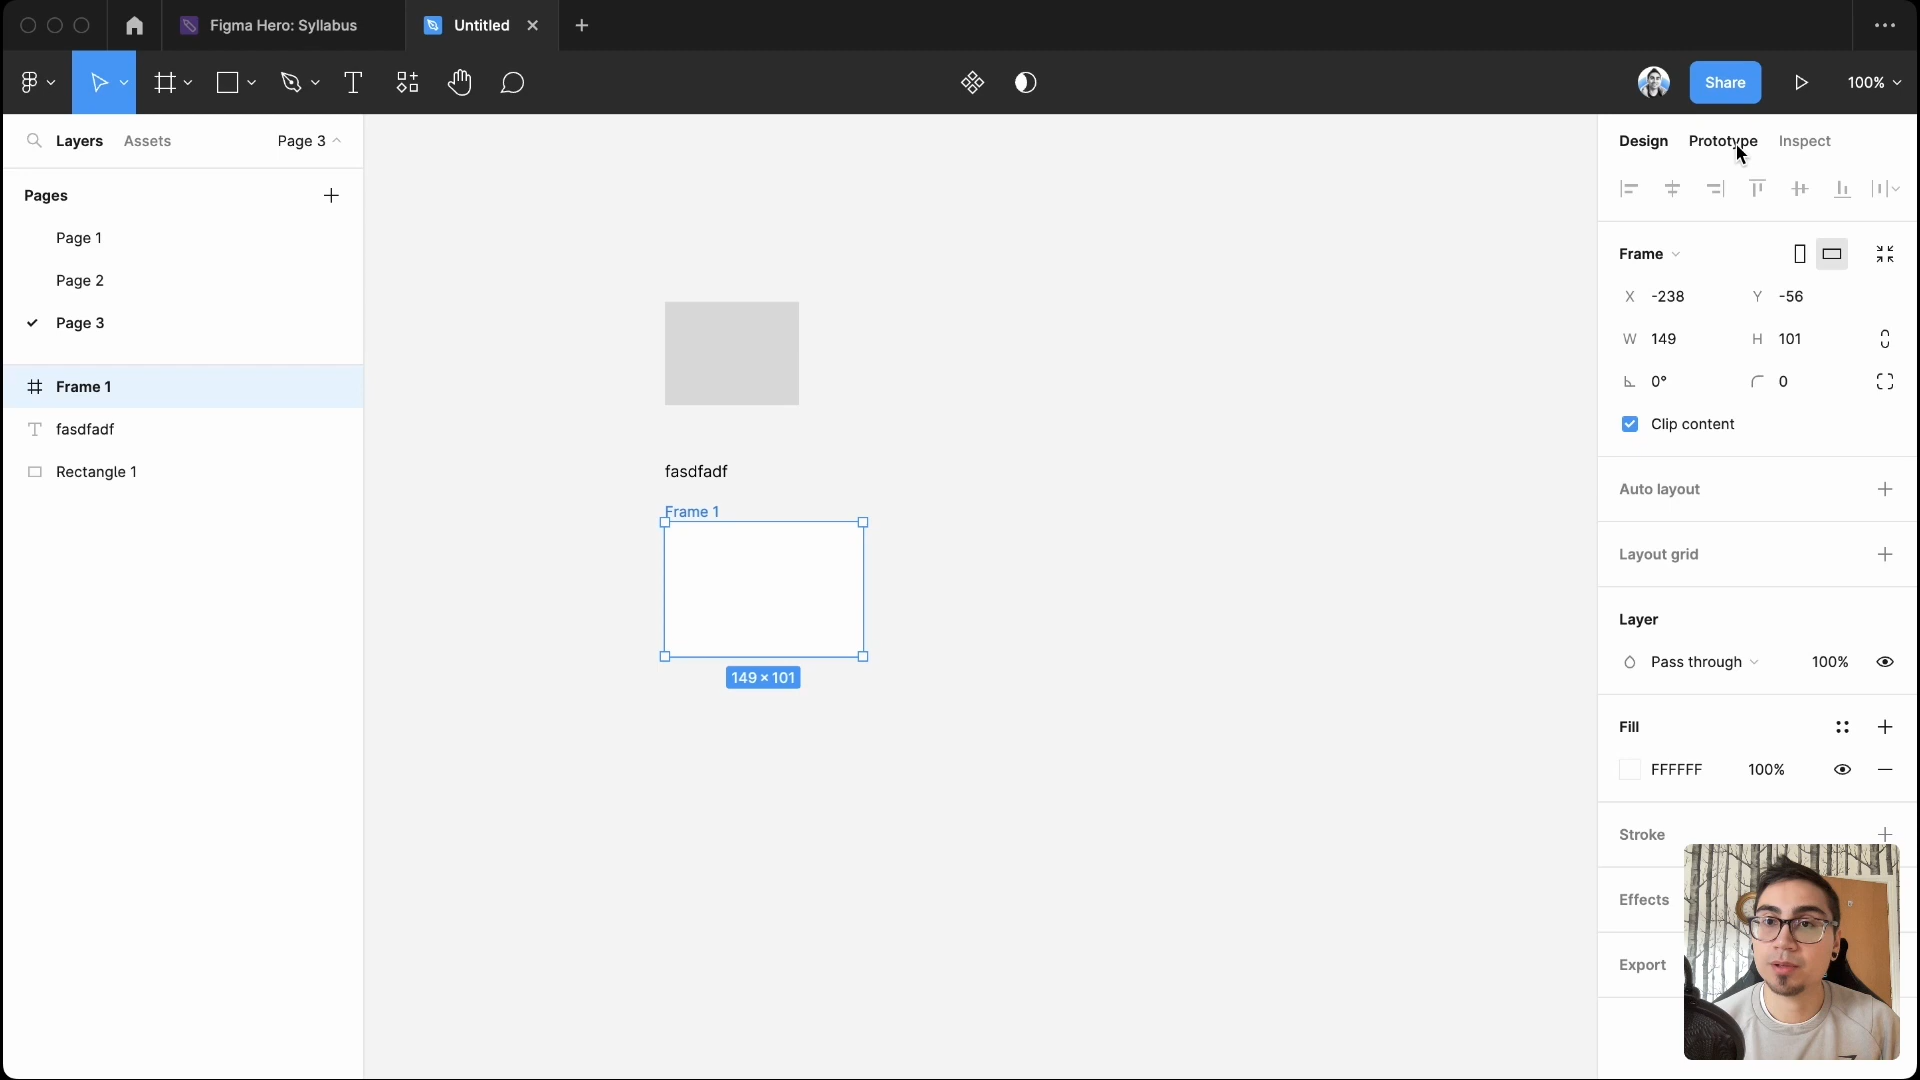 Figma Hero: Syllabus
Untitled
Share
100%
Layers Assets Page 3
Pages
Page 1
Page 2
Page 3
Frame 1
fasdfadf
Rectangle 1
fasdfadf
Frame 1
149 × 101
Design Prototype Inspect
Frame
X -238 Y -56
W 149 H 101
0° 0
Clip content
Auto layout
Layout grid
Layer
Pass through 100%
Fill
FFFFFF 100%
Stroke
Effects
Export